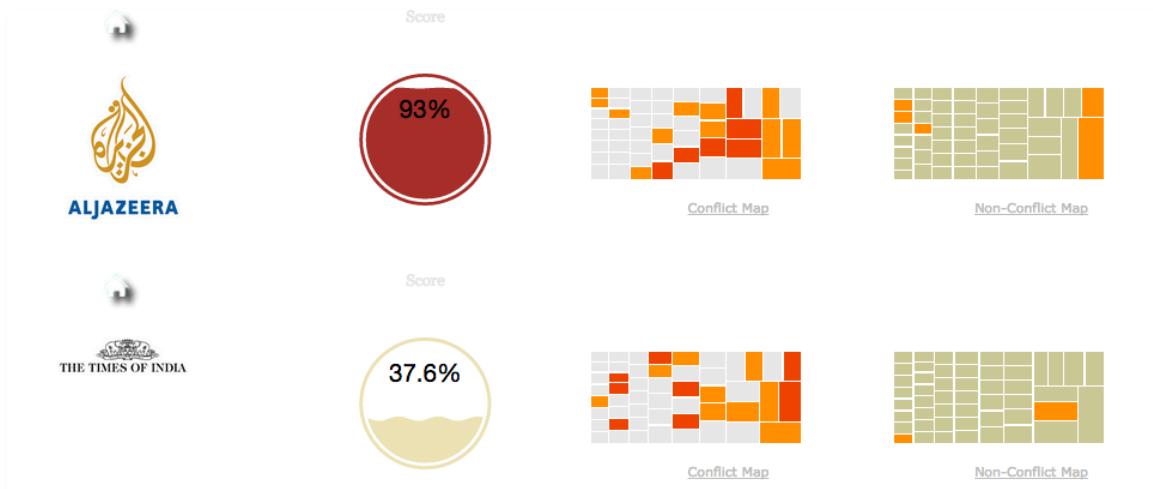 Score
93%
ALJAZEERA
Conflict Map
Non-Conflict Map
Score
37.6%
THE TIMES OF INDIA
Conflict Map
Non-Conflict Map